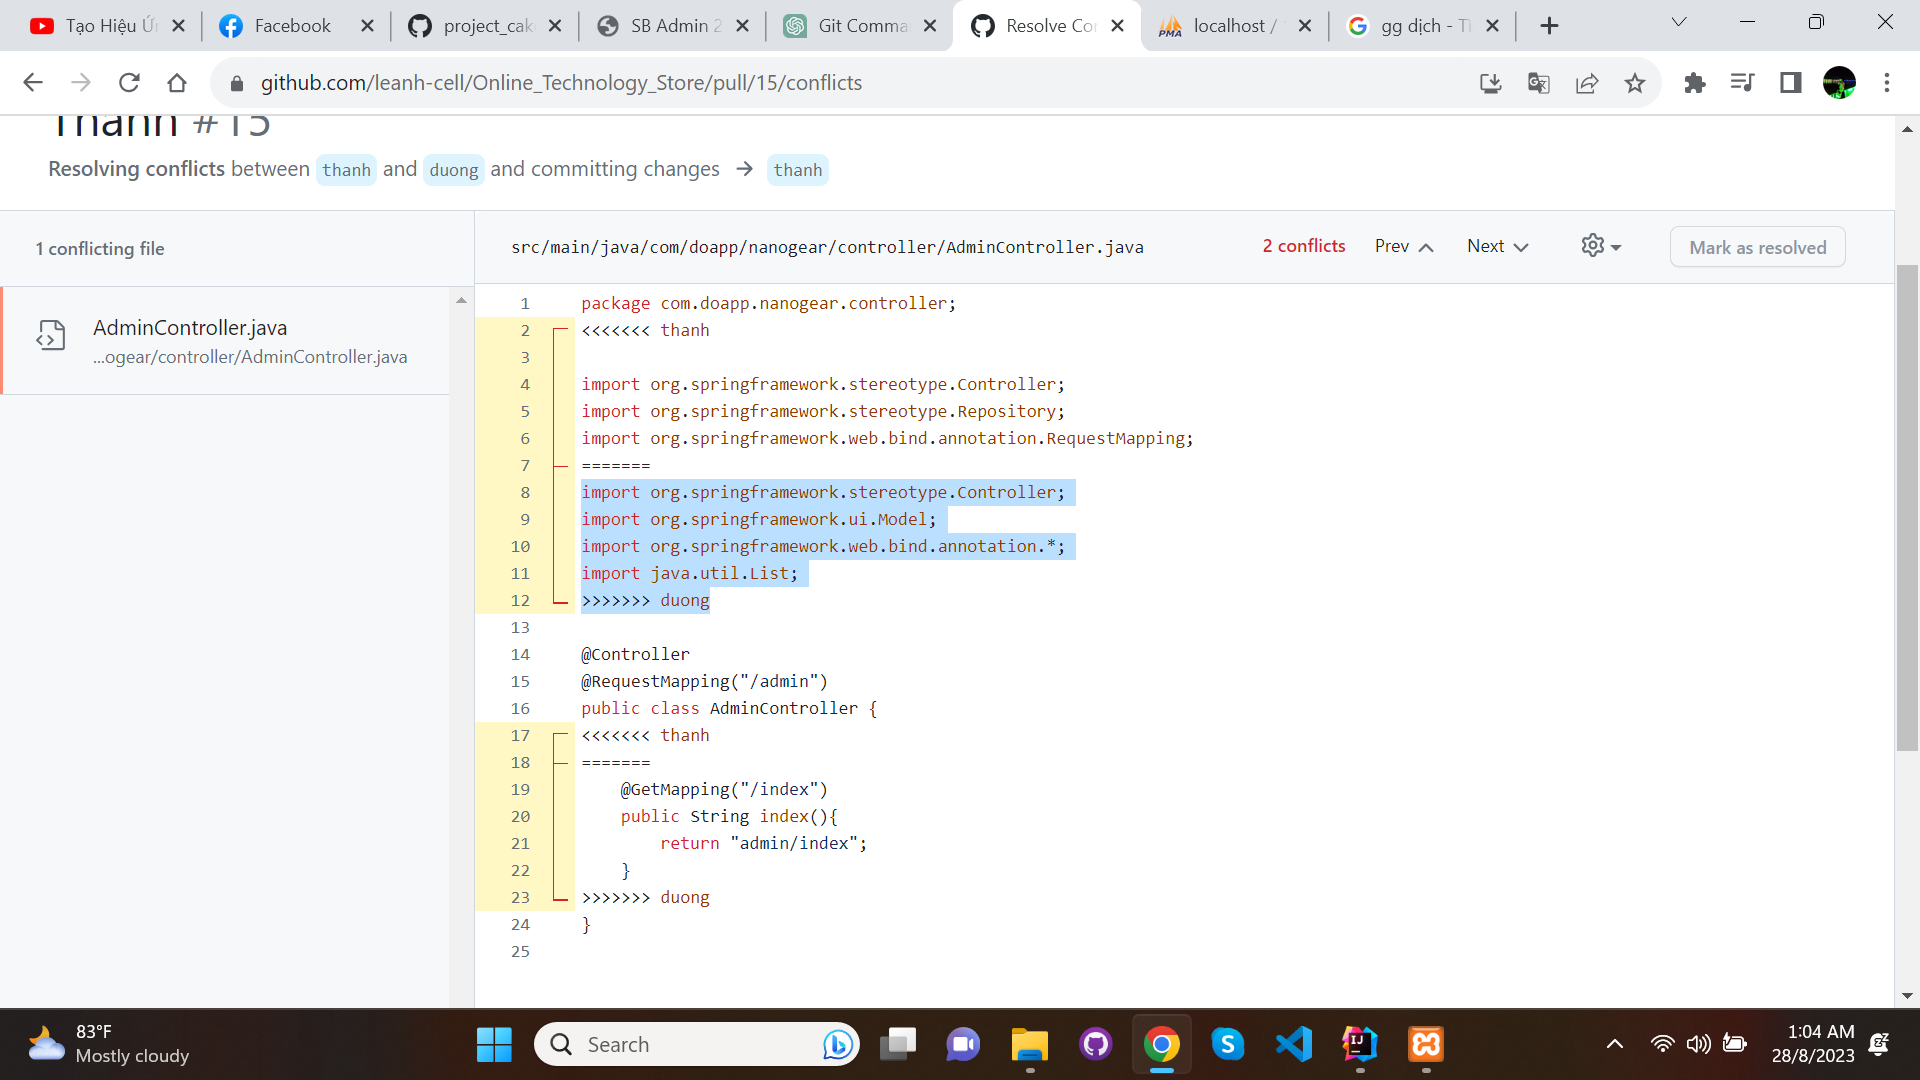 Tạo Hiệu Ứ
Facebook
project_cak
SB Admin 2
Git Comma
Resolve Co
localhost /
gg dịch - T
github.com/leanh-cell/Online_Technology_Store/pull/15/conflicts
Thanh #15
Resolving conflicts between thanh and duong and committing changes → thanh
1 conflicting file
AdminController.java
...ogear/controller/AdminController.java
src/main/java/com/doapp/nanogear/controller/AdminController.java
2 conflicts
Prev
Next
Mark as resolved
1 package com.doapp.nanogear.controller;
2 <<<<<<< thanh
3
4 import org.springframework.stereotype.Controller;
5 import org.springframework.stereotype.Repository;
6 import org.springframework.web.bind.annotation.RequestMapping;
7 =======
8 import org.springframework.stereotype.Controller;
9 import org.springframework.ui.Model;
10 import org.springframework.web.bind.annotation.*;
11 import java.util.List;
12 >>>>>>> duong
13
14 @Controller
15 @RequestMapping("/admin")
16 public class AdminController {
17 <<<<<<< thanh
18 =======
19 @GetMapping("/index")
20 public String index(){
21 return "admin/index";
22 }
23 >>>>>>> duong
24 }
25
83°F
Mostly cloudy
Search
1:04 AM
28/8/2023